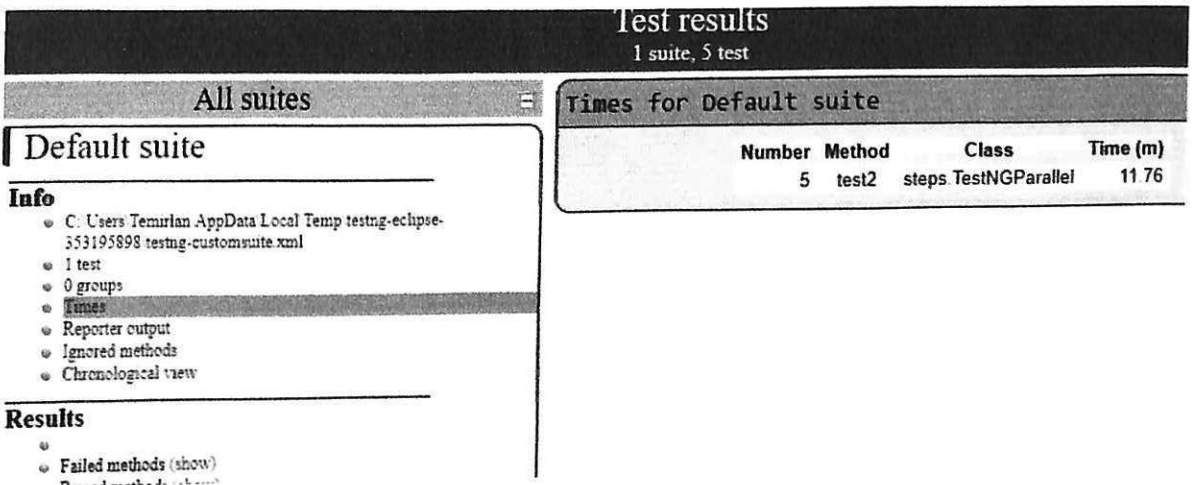 Test results
1 suite, 5 test
All suites
Default suite
Info
C: Users Temirlan AppData Local Temp testng-eclipse-
353195898 testng-customsuite.xml
1 test
0 groups
Times
Reporter output
Ignored methods
Chronological view
Results
Failed methods (show)
Times for Default suite
Number Method Class Time (m)
5 test2 steps.TestNGParallel 11.76